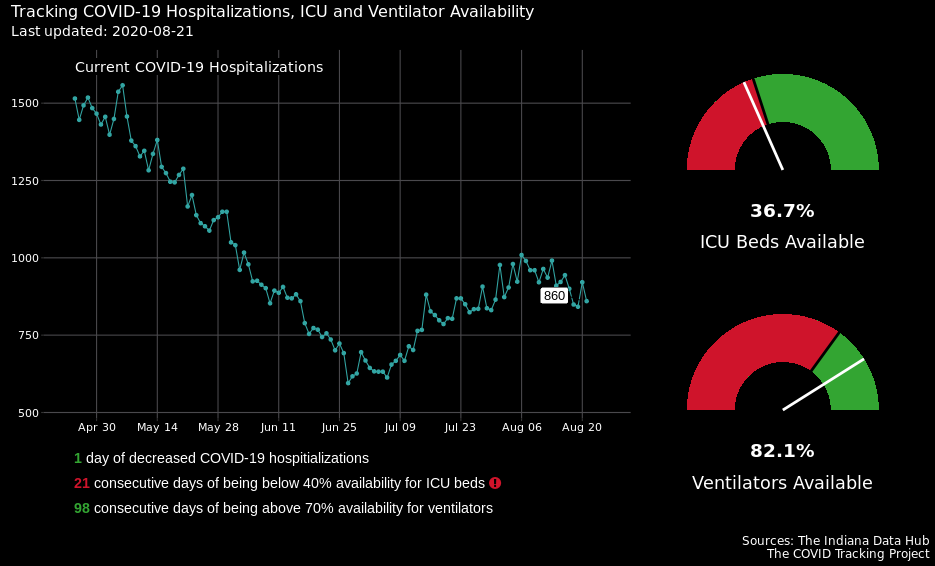 Tracking COVID-19 Hospitalizations, ICU and Ventilator Availability
Last updated: 2020-08-21
Current COVID-19 Hospitalizations
1500
1250
1000
750
500
860
Apr 30 May 14 May 28 Jun 11 Jun 25 Jul 09 Jul 23 Aug 06 Aug 20
1 day of decreased COVID-19 hospitializations
21 consecutive days of being below 40% availability for ICU beds
98 consecutive days of being above 70% availability for ventilators
36.7%
ICU Beds Available
82.1%
Ventilators Available
Sources: The Indiana Data Hub
The COVID Tracking Project